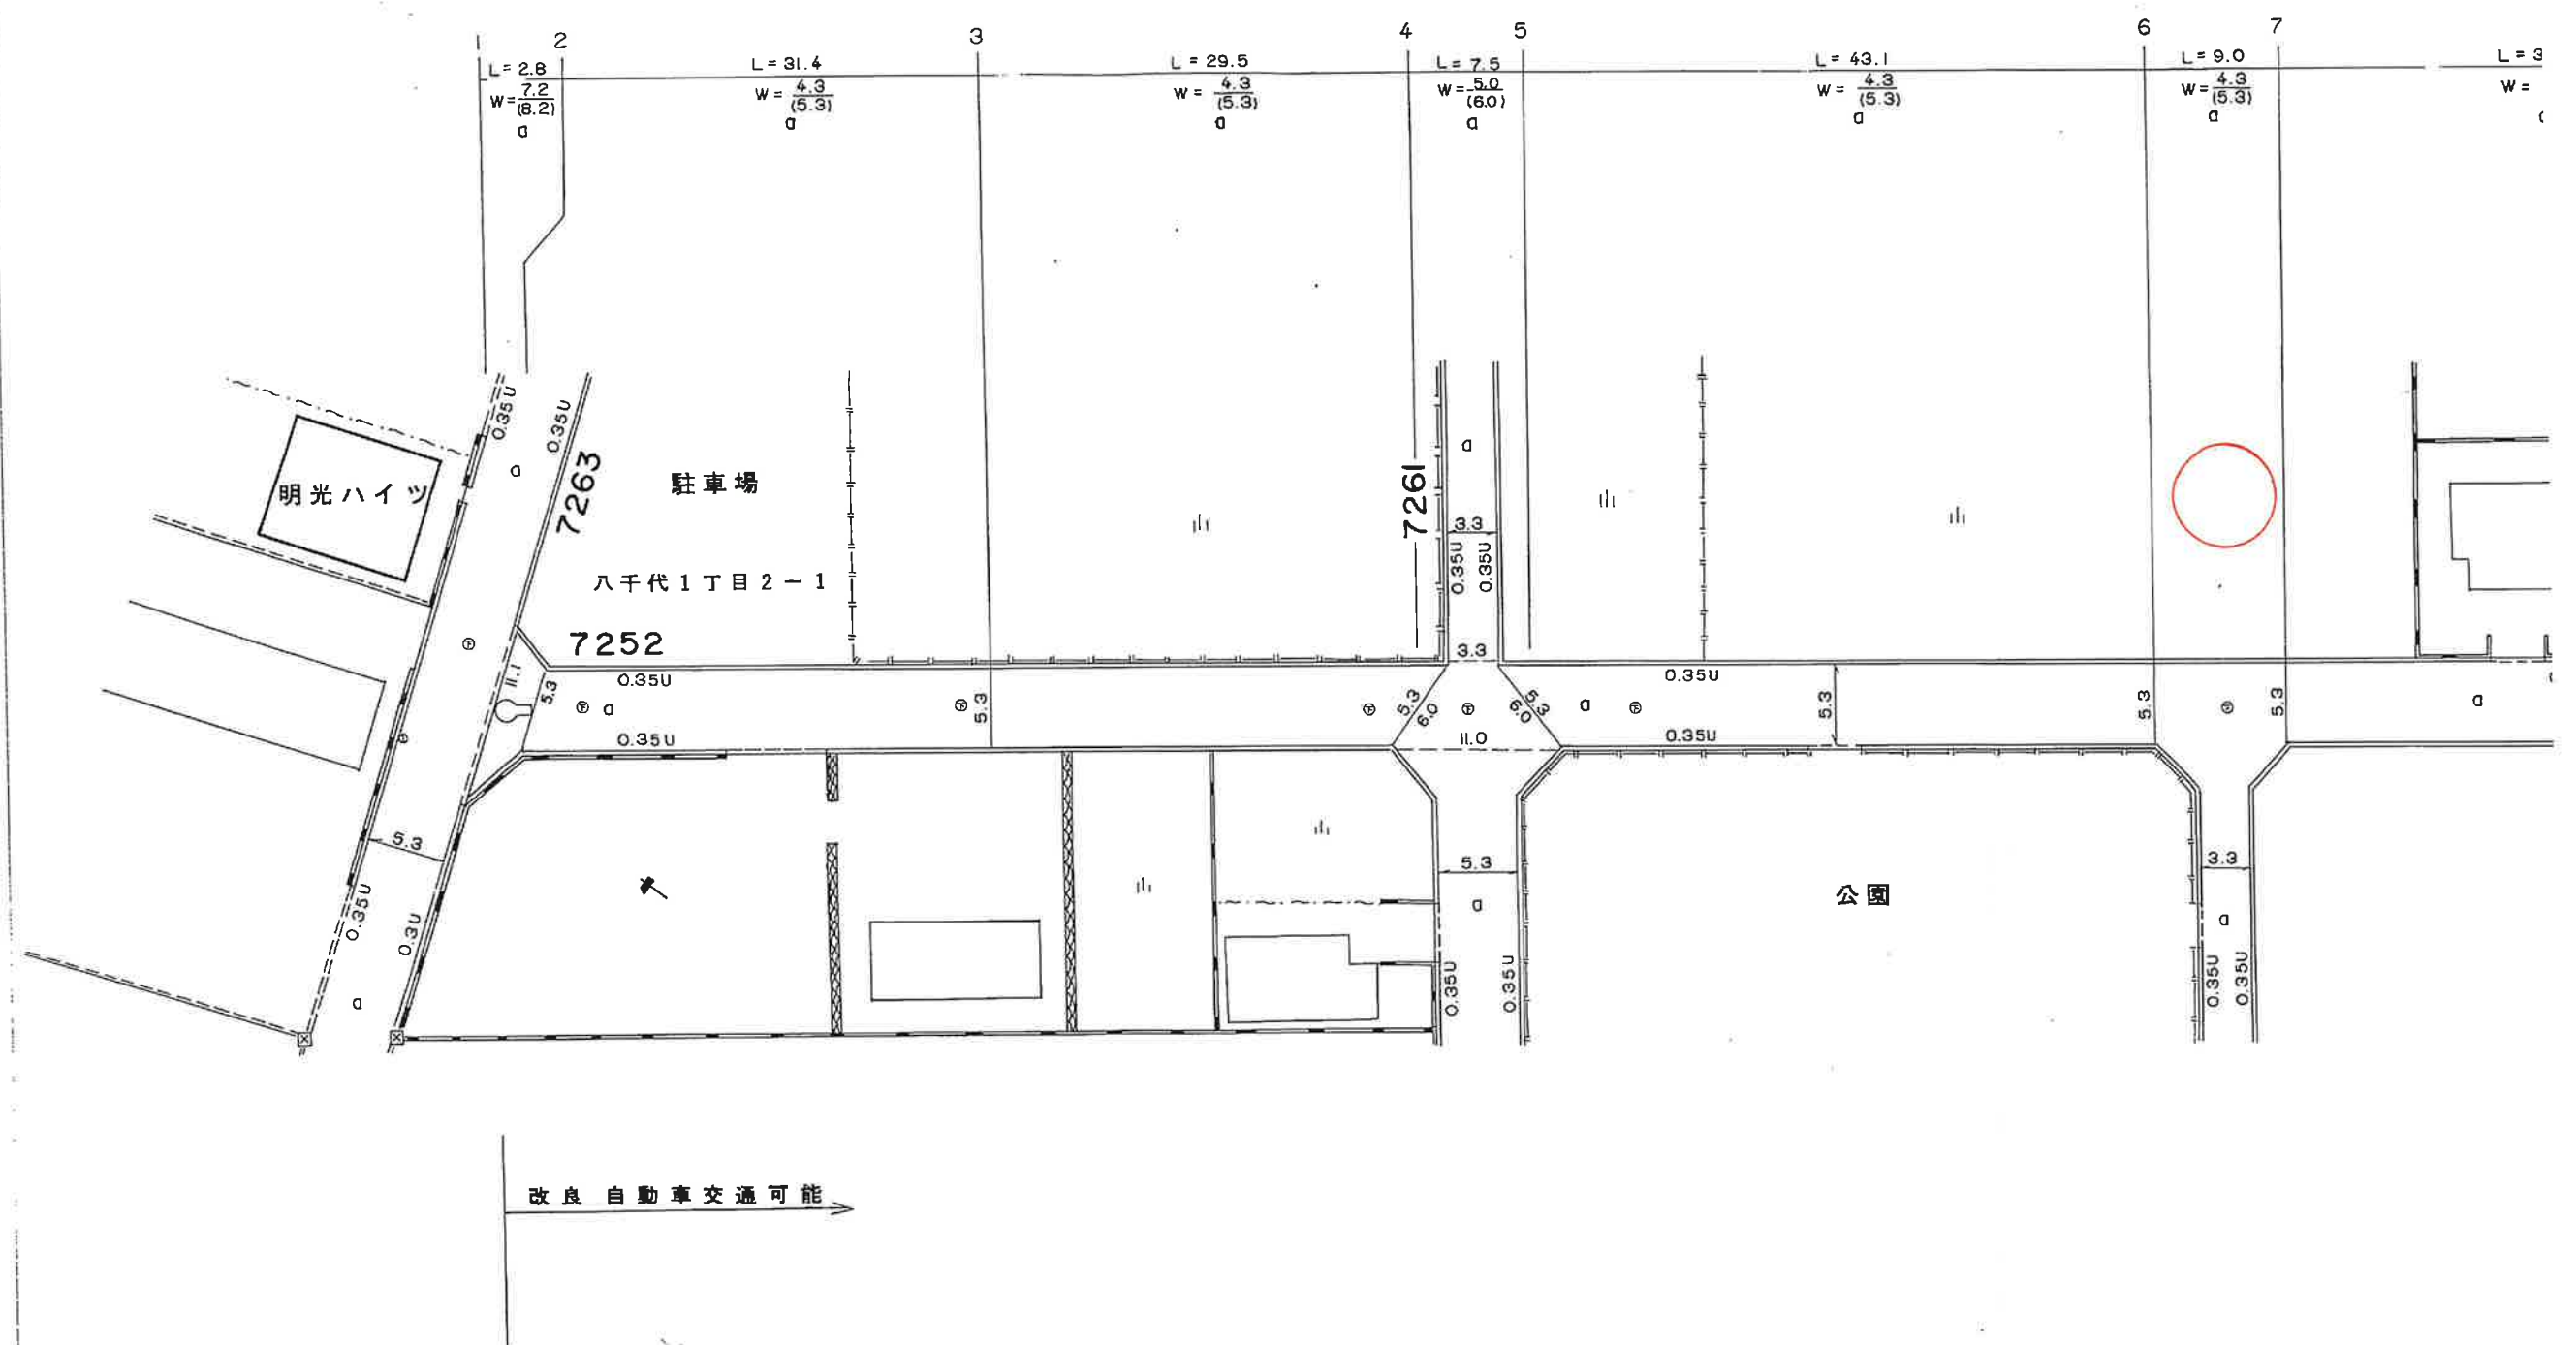 1 2 3 4 5 6 7
L=2.8 L=31.4 L=29.5 L=7.5 L=43.1 L=9.0 L=3
W=7.2/(8.2) W=4.3/(5.3) W=4.3/(5.3) W=5.0/(6.0) W=4.3/(5.3) W=4.3/(5.3) W=
a a a a a a
0.35U 0.35U
a a
7263
明光ハイツ
駐車場
7261
3.3
0.35U 0.35U
八千代1丁目2-1
7252
3.3
11.1 5.3
0.35U 0.35U
a 5.3 5.3 6.0 5.3 6.0 a 5.3 5.3 5.3 a
0.35U 11.0 0.35U
5.3 5.3 3.3
公園
a a
0.35U 0.3U 0.35U 0.35U 0.35U 0.35U
a
改良 自動車交通可能